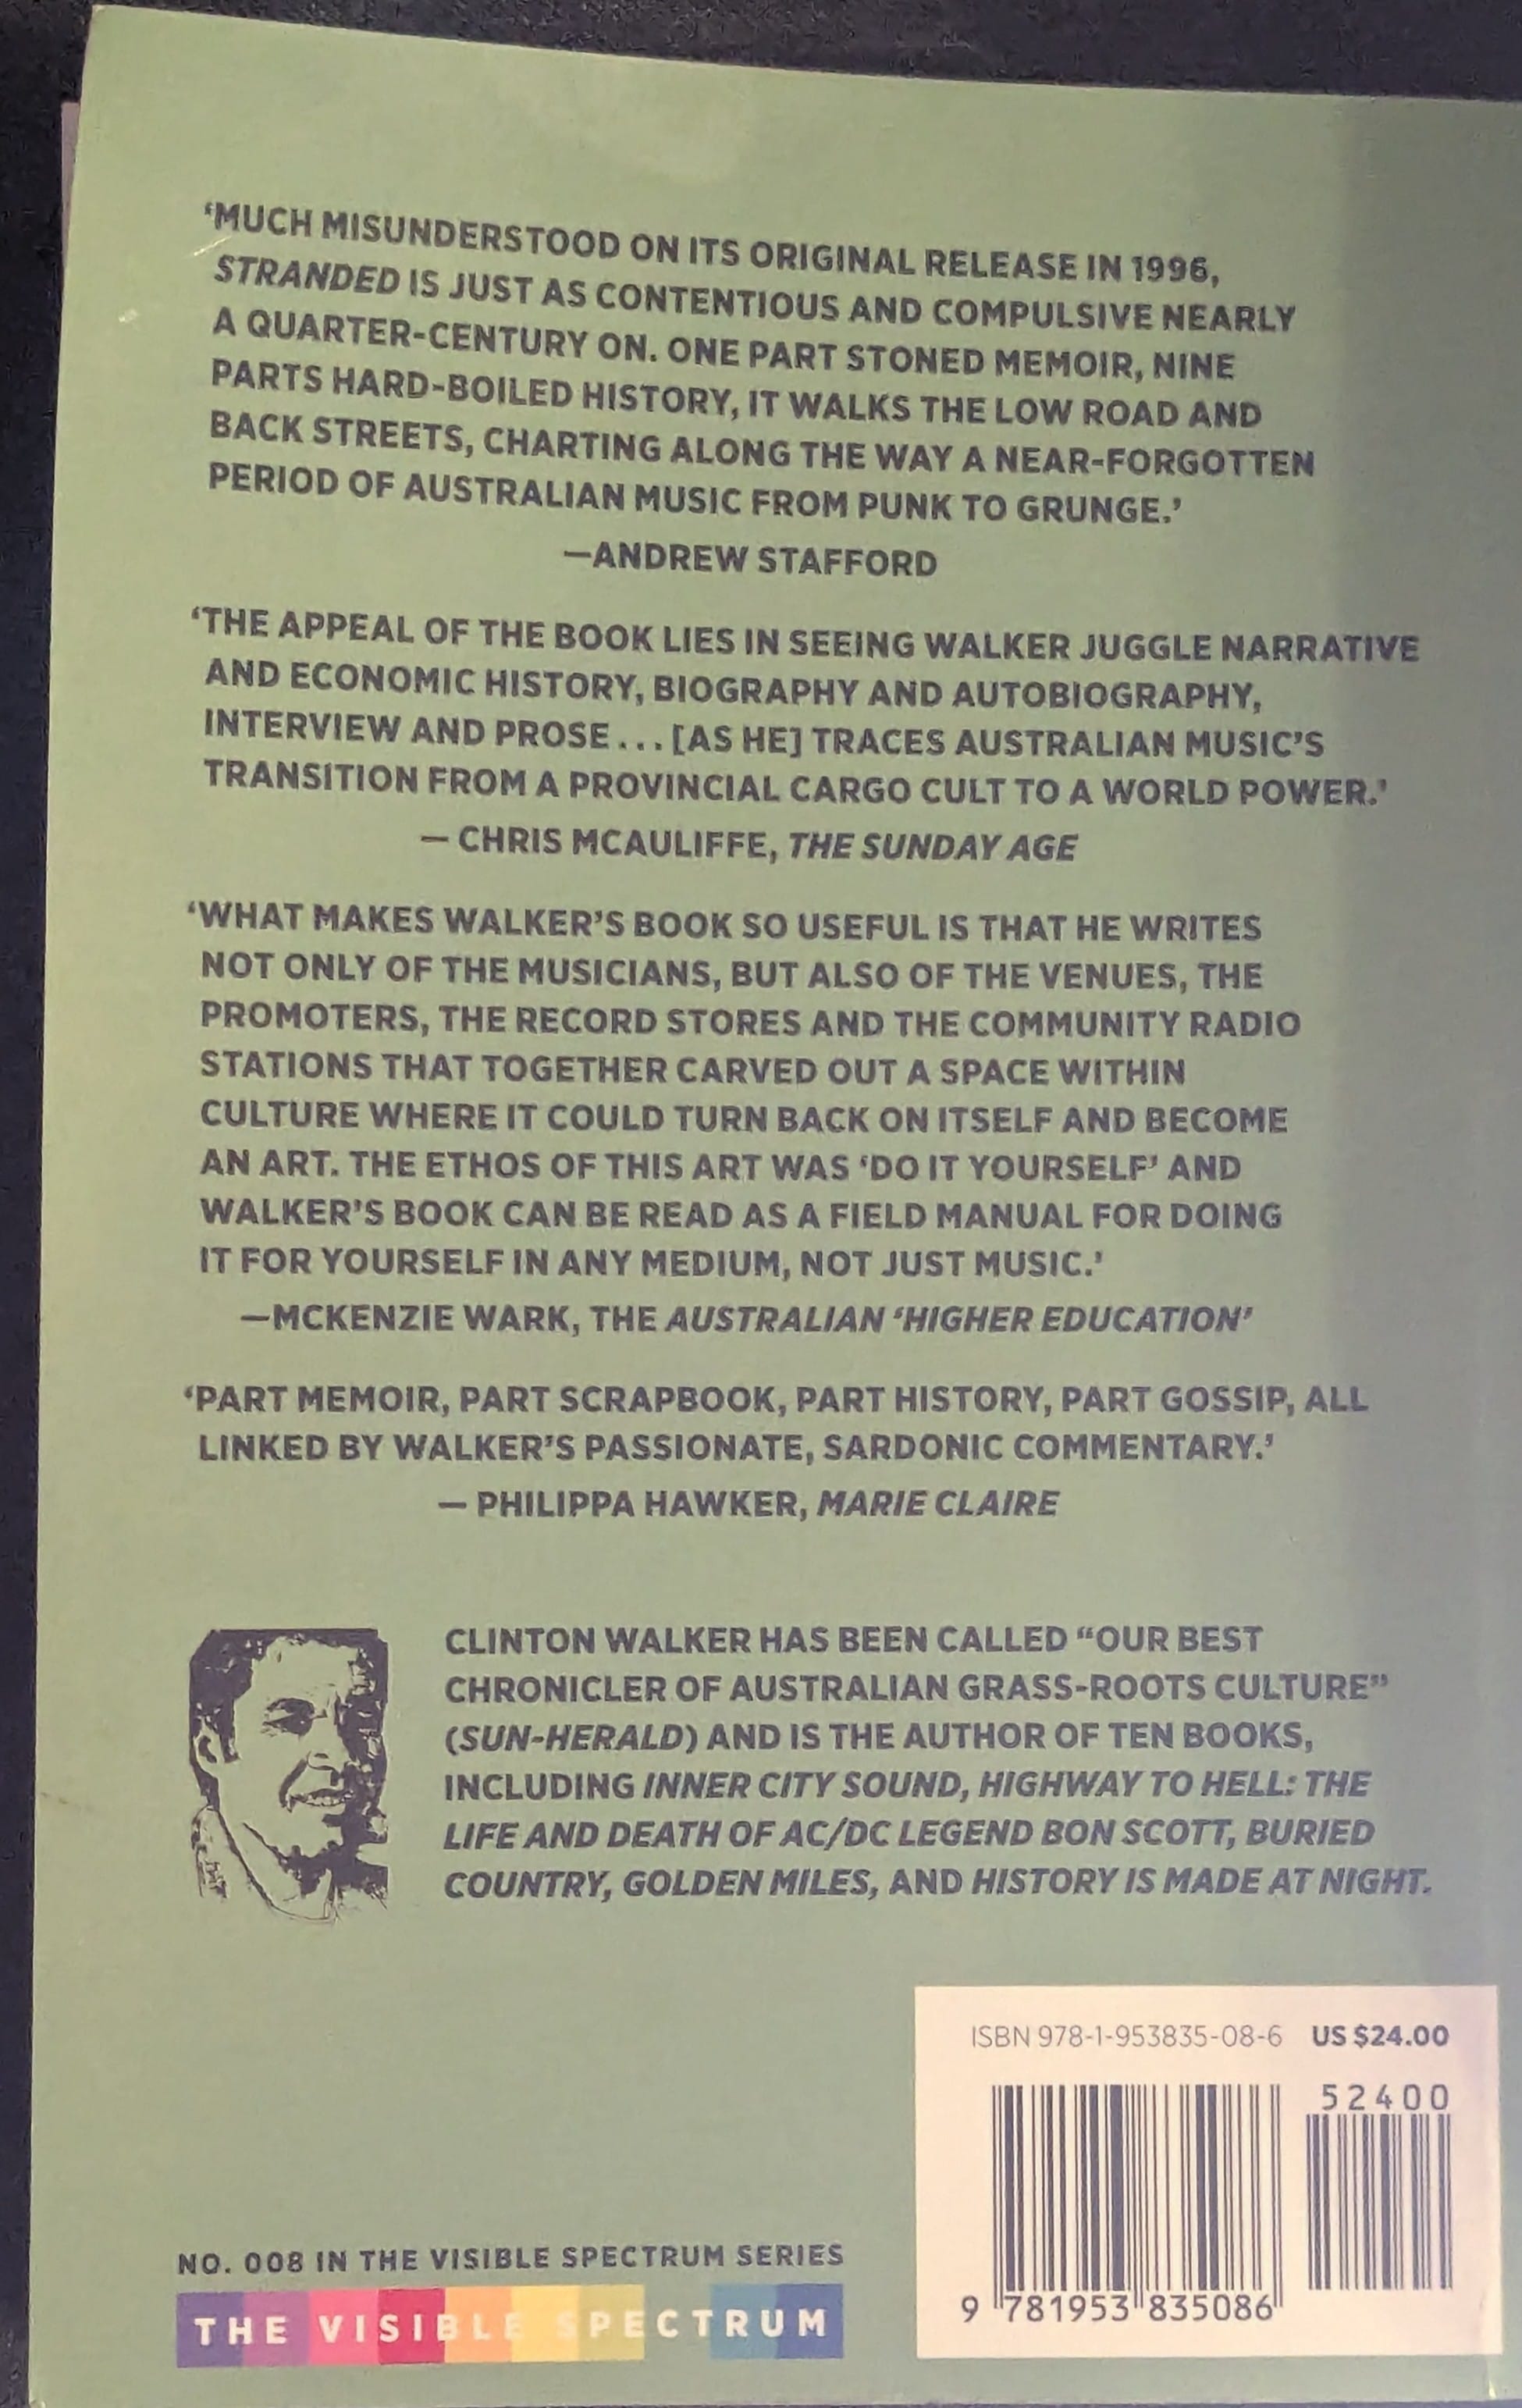 ‘MUCH MISUNDERSTOOD ON ITS ORIGINAL RELEASE IN 1996,
STRANDED IS JUST AS CONTENTIOUS AND COMPULSIVE NEARLY
A QUARTER-CENTURY ON. ONE PART STONED MEMOIR, NINE
PARTS HARD-BOILED HISTORY, IT WALKS THE LOW ROAD AND
BACK STREETS, CHARTING ALONG THE WAY A NEAR-FORGOTTEN
PERIOD OF AUSTRALIAN MUSIC FROM PUNK TO GRUNGE.’
—ANDREW STAFFORD
‘THE APPEAL OF THE BOOK LIES IN SEEING WALKER JUGGLE NARRATIVE
AND ECONOMIC HISTORY, BIOGRAPHY AND AUTOBIOGRAPHY,
INTERVIEW AND PROSE... [AS HE] TRACES AUSTRALIAN MUSIC’S
TRANSITION FROM A PROVINCIAL CARGO CULT TO A WORLD POWER.’
— CHRIS MCAULIFFE, THE SUNDAY AGE
‘WHAT MAKES WALKER’S BOOK SO USEFUL IS THAT HE WRITES
NOT ONLY OF THE MUSICIANS, BUT ALSO OF THE VENUES, THE
PROMOTERS, THE RECORD STORES AND THE COMMUNITY RADIO
STATIONS THAT TOGETHER CARVED OUT A SPACE WITHIN
CULTURE WHERE IT COULD TURN BACK ON ITSELF AND BECOME
AN ART. THE ETHOS OF THIS ART WAS ‘DO IT YOURSELF’ AND
WALKER’S BOOK CAN BE READ AS A FIELD MANUAL FOR DOING
IT FOR YOURSELF IN ANY MEDIUM, NOT JUST MUSIC.’
—MCKENZIE WARK, THE AUSTRALIAN ‘HIGHER EDUCATION’
‘PART MEMOIR, PART SCRAPBOOK, PART HISTORY, PART GOSSIP, ALL
LINKED BY WALKER’S PASSIONATE, SARDONIC COMMENTARY.’
— PHILIPPA HAWKER, MARIE CLAIRE
CLINTON WALKER HAS BEEN CALLED “OUR BEST
CHRONICLER OF AUSTRALIAN GRASS-ROOTS CULTURE”
(SUN-HERALD) AND IS THE AUTHOR OF TEN BOOKS,
INCLUDING INNER CITY SOUND, HIGHWAY TO HELL: THE
LIFE AND DEATH OF AC/DC LEGEND BON SCOTT, BURIED
COUNTRY, GOLDEN MILES, AND HISTORY IS MADE AT NIGHT.
ISBN 978-1-953835-08-6 US $24.00
52400
9 781953 835086
NO. 008 IN THE VISIBLE SPECTRUM SERIES
THE VISIBLE SPECTRUM